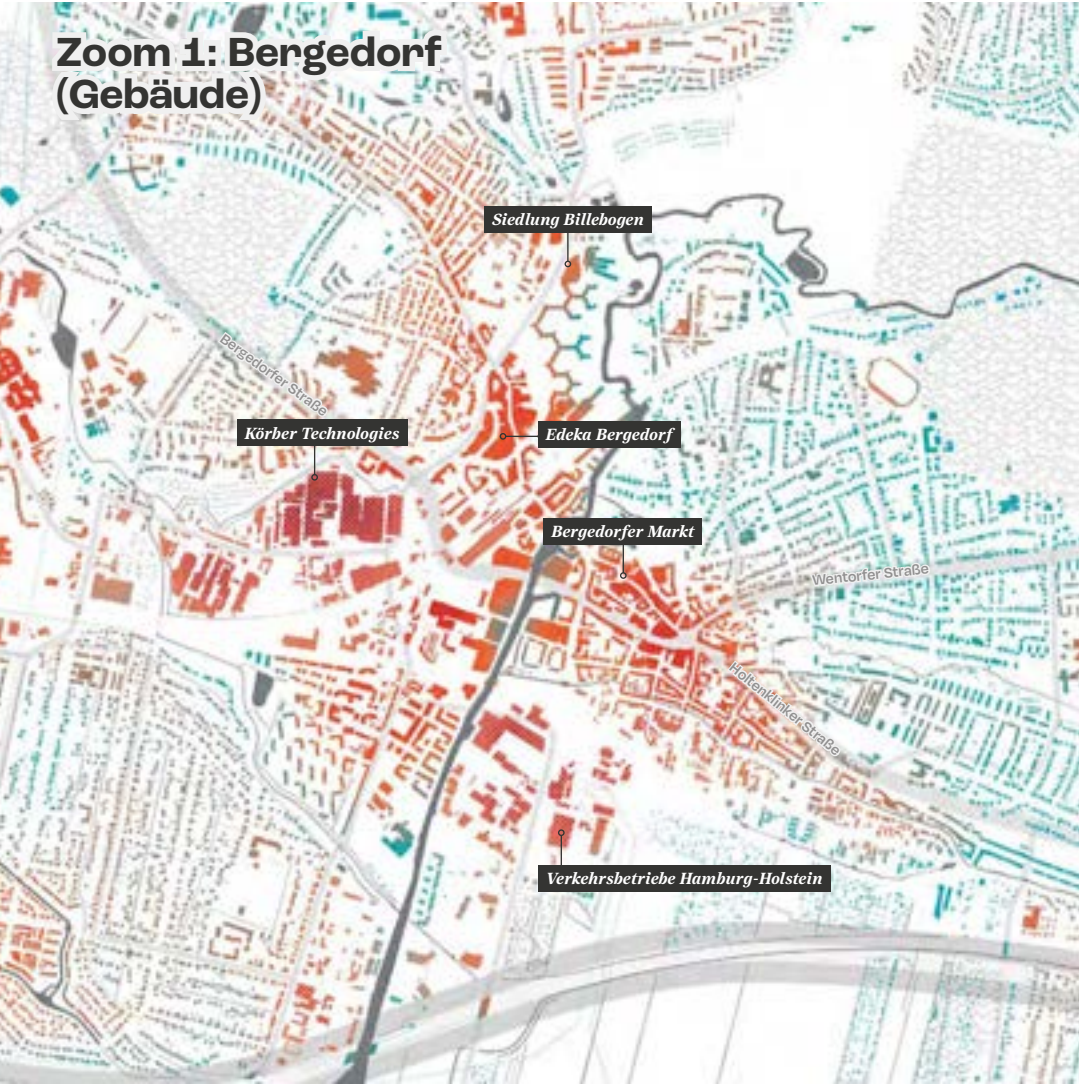 Zoom 1: Bergedorf
(Gebäude)
Siedlung Billebogen
Bergedorfer Straße
Körber Technologies
Edeka Bergedorf
Bergedorfer Markt
Wentorfer Straße
Holtenklinker Straße
Verkehrsbetriebe Hamburg-Holstein